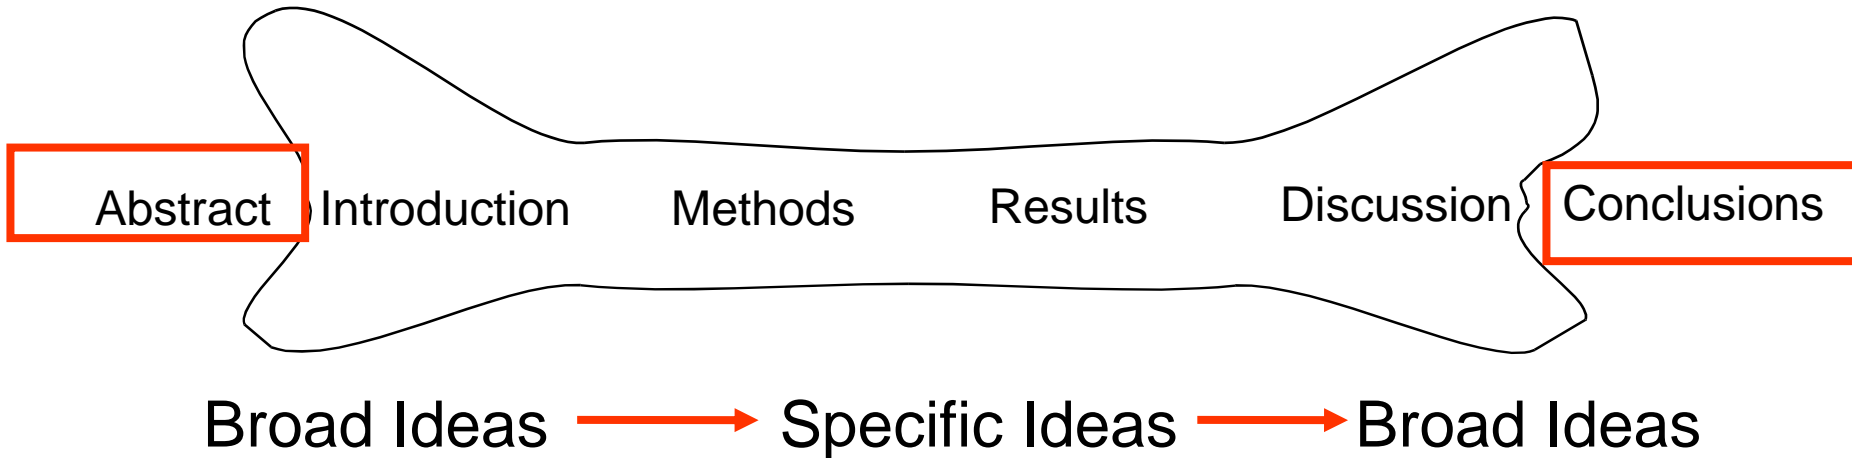 Abstract Introduction Methods Results Discussion Conclusions
Broad Ideas Specific Ideas Broad Ideas